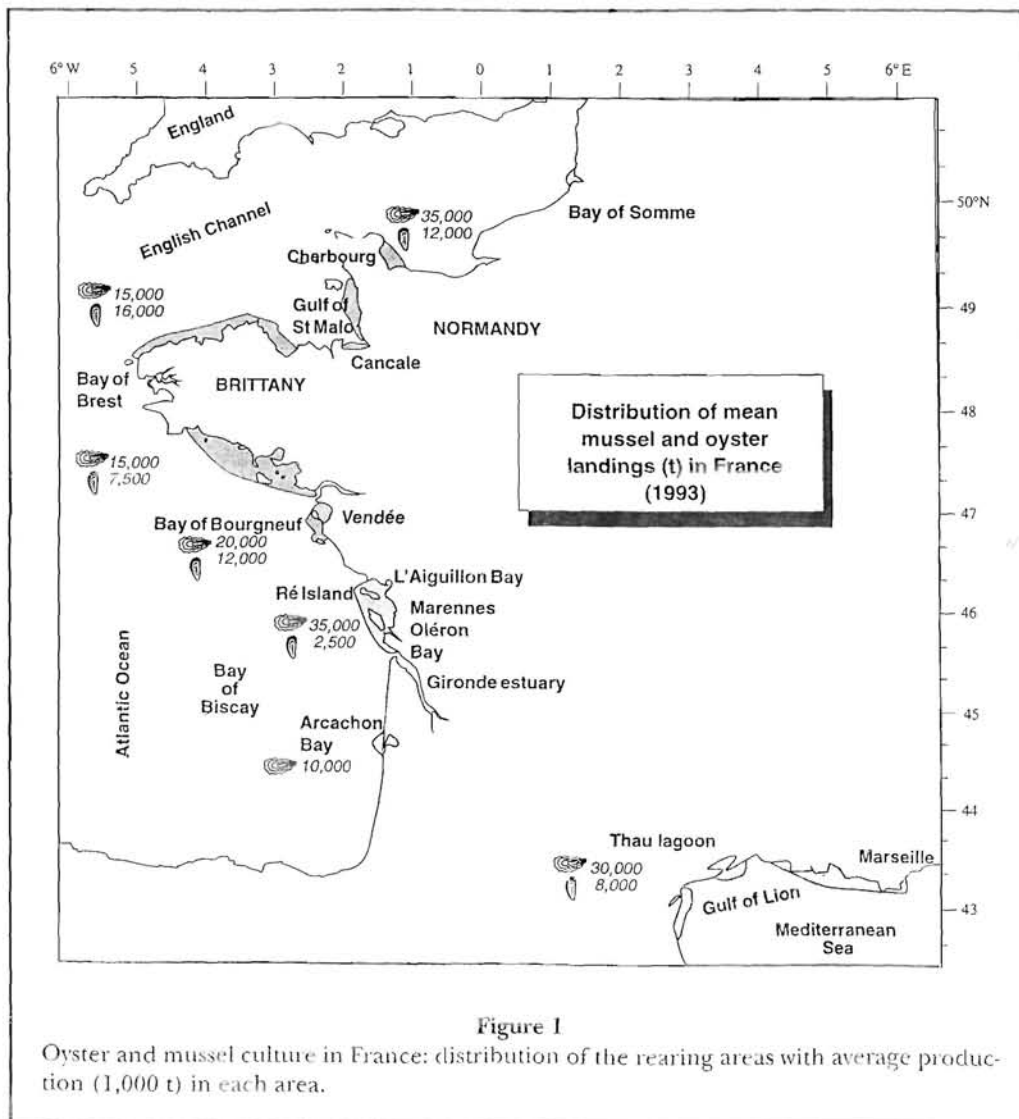 6° W 5 4 3 2 1 0 1 2 3 4 5 6° E
England
English Channel
35,000
12,000
Bay of Somme
50°N
Cherbourg
15,000
16,000
Gulf of
St Malo
NORMANDY
49
Cancale
Bay of
Brest
BRITTANY
48
Distribution of mean
mussel and oyster
landings (t) in France
(1993)
15,000
7,500
47
Vendée
Bay of Bourgneuf
20,000
12,000
L'Aiguillon Bay
Ré Island
35,000
2,500
Marennes
Oléron
Bay
46
Gironde estuary
Bay
of
Biscay
Atlantic Ocean
45
Arcachon
Bay
10,000
44
Thau lagoon
30,000
8,000
Marseille
Gulf of Lion
43
Mediterranean
Sea
Figure 1
Oyster and mussel culture in France: distribution of the rearing areas with average produc-
tion (1,000 t) in each area.